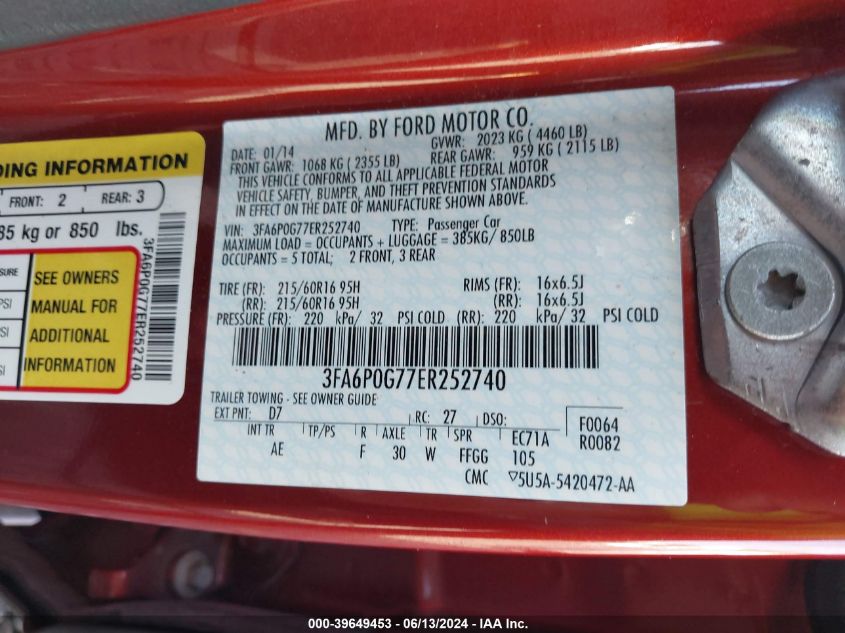 DING INFORMATION
FRONT: 2 REAR: 3
85 kg or 850 lbs.
SURE
PSI
SI
SI
SEE OWNERS
MANUAL FOR
ADDITIONAL
INFORMATION
3FA6P0G77ER252740
MFD. BY FORD MOTOR CO.
DATE: 01/14 GVWR: 2023 KG ( 4460 LB)
FRONT GAWR: 1068 KG ( 2355 LB) REAR GAWR: 959 KG ( 2115 LB)
THIS VEHICLE CONFORMS TO ALL APPLICABLE FEDERAL MOTOR
VEHICLE SAFETY, BUMPER, AND THEFT PREVENTION STANDARDS
IN EFFECT ON THE DATE OF MANUFACTURE SHOWN ABOVE.
VIN: 3FA6P0G77ER252740 TYPE: Passenger Car
MAXIMUM LOAD = OCCUPANTS + LUGGAGE = 385KG/ 850LB
OCCUPANTS = 5 TOTAL; 2 FRONT, 3 REAR
TIRE (FR): 215/60R16 95H RIMS (FR): 16x6.5J
(RR): 215/60R16 95H (RR): 16x6.5J
PRESSURE (FR): 220 kPa/ 32 PSI COLD (RR): 220 kPa/ 32 PSI COLD
3FA6P0G77ER252740
TRAILER TOWING - SEE OWNER GUIDE
EXT PNT: D7 RC: 27 DSO: F0064
INT TR TP/PS R AXLE TR SPR EC71A R0082
AE F 30 W FFGG 105
CMC ▽5U5A-5420472-AA
000-39649453 - 06/13/2024 - IAA Inc.